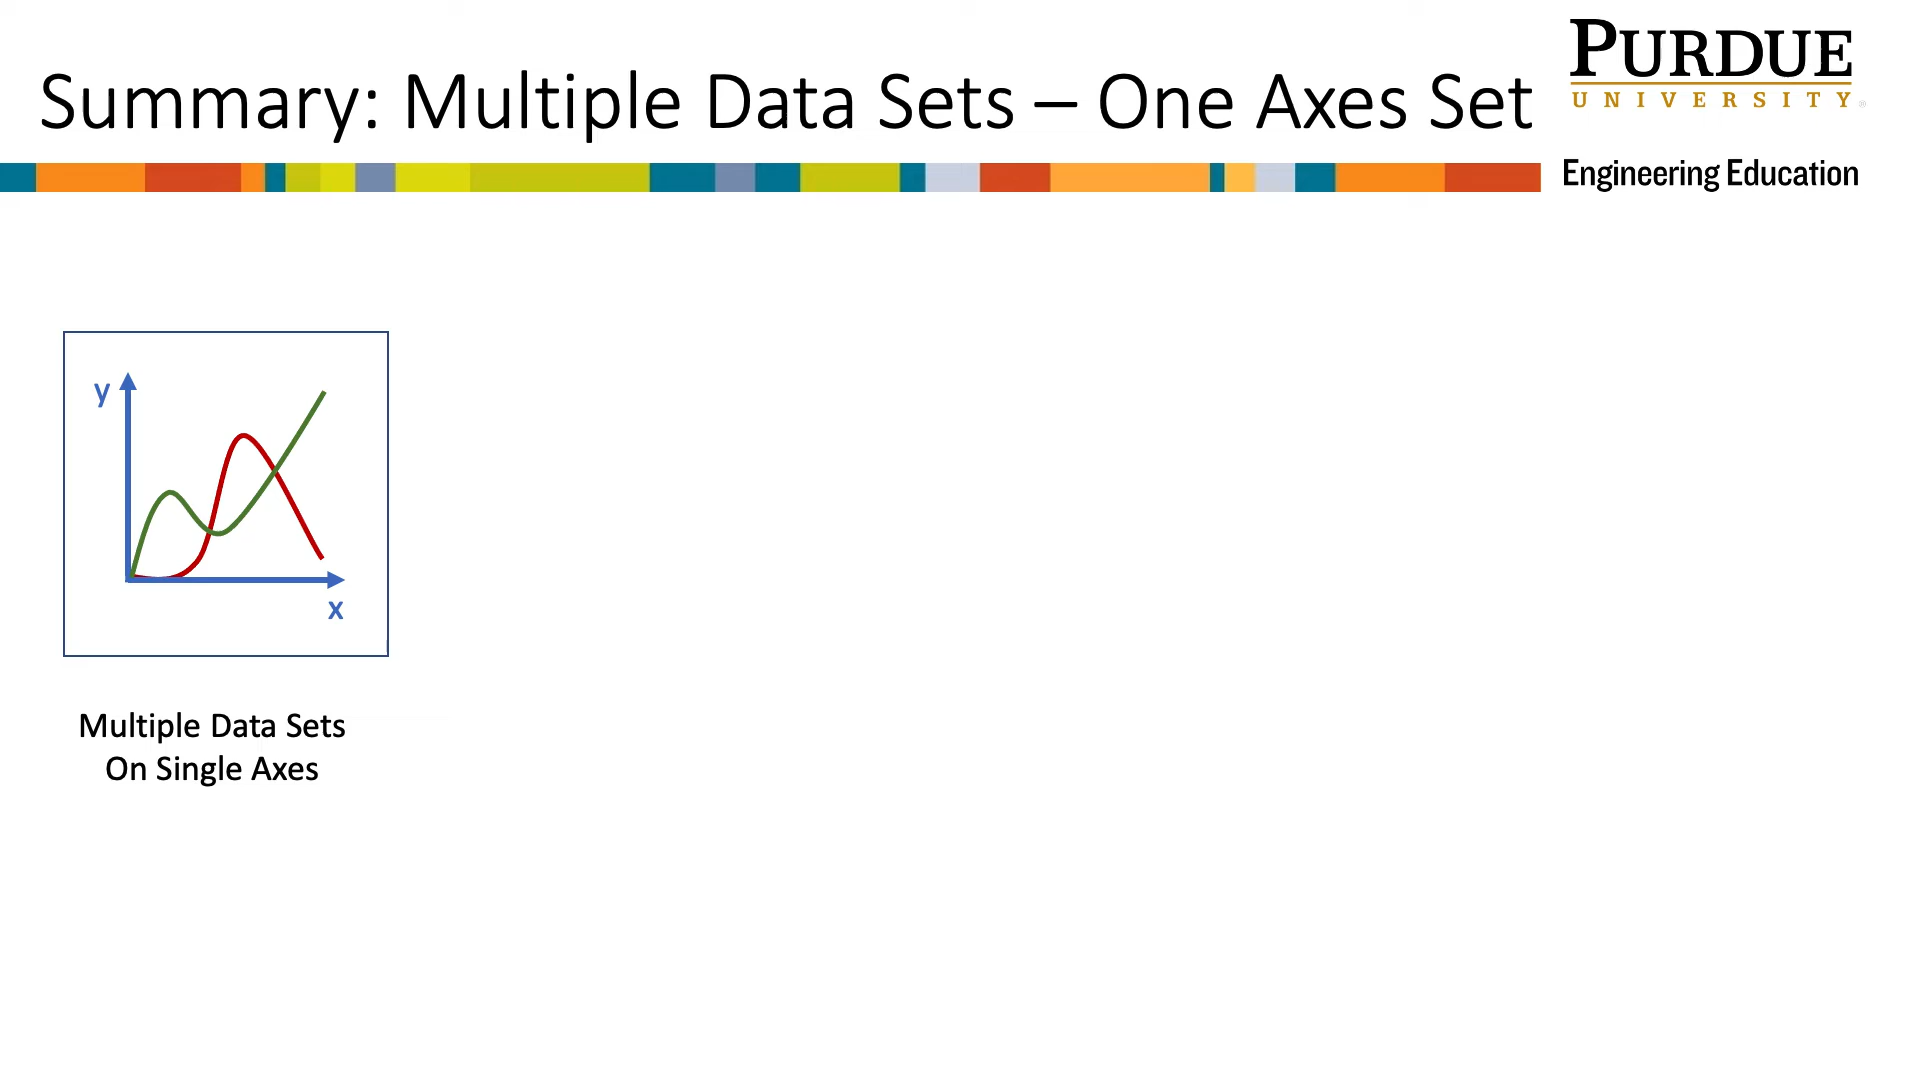 Summary: Multiple Data Sets – One Axes Set
PURDUE
UNIVERSITY®
Engineering Education
y
x
Multiple Data Sets
On Single Axes